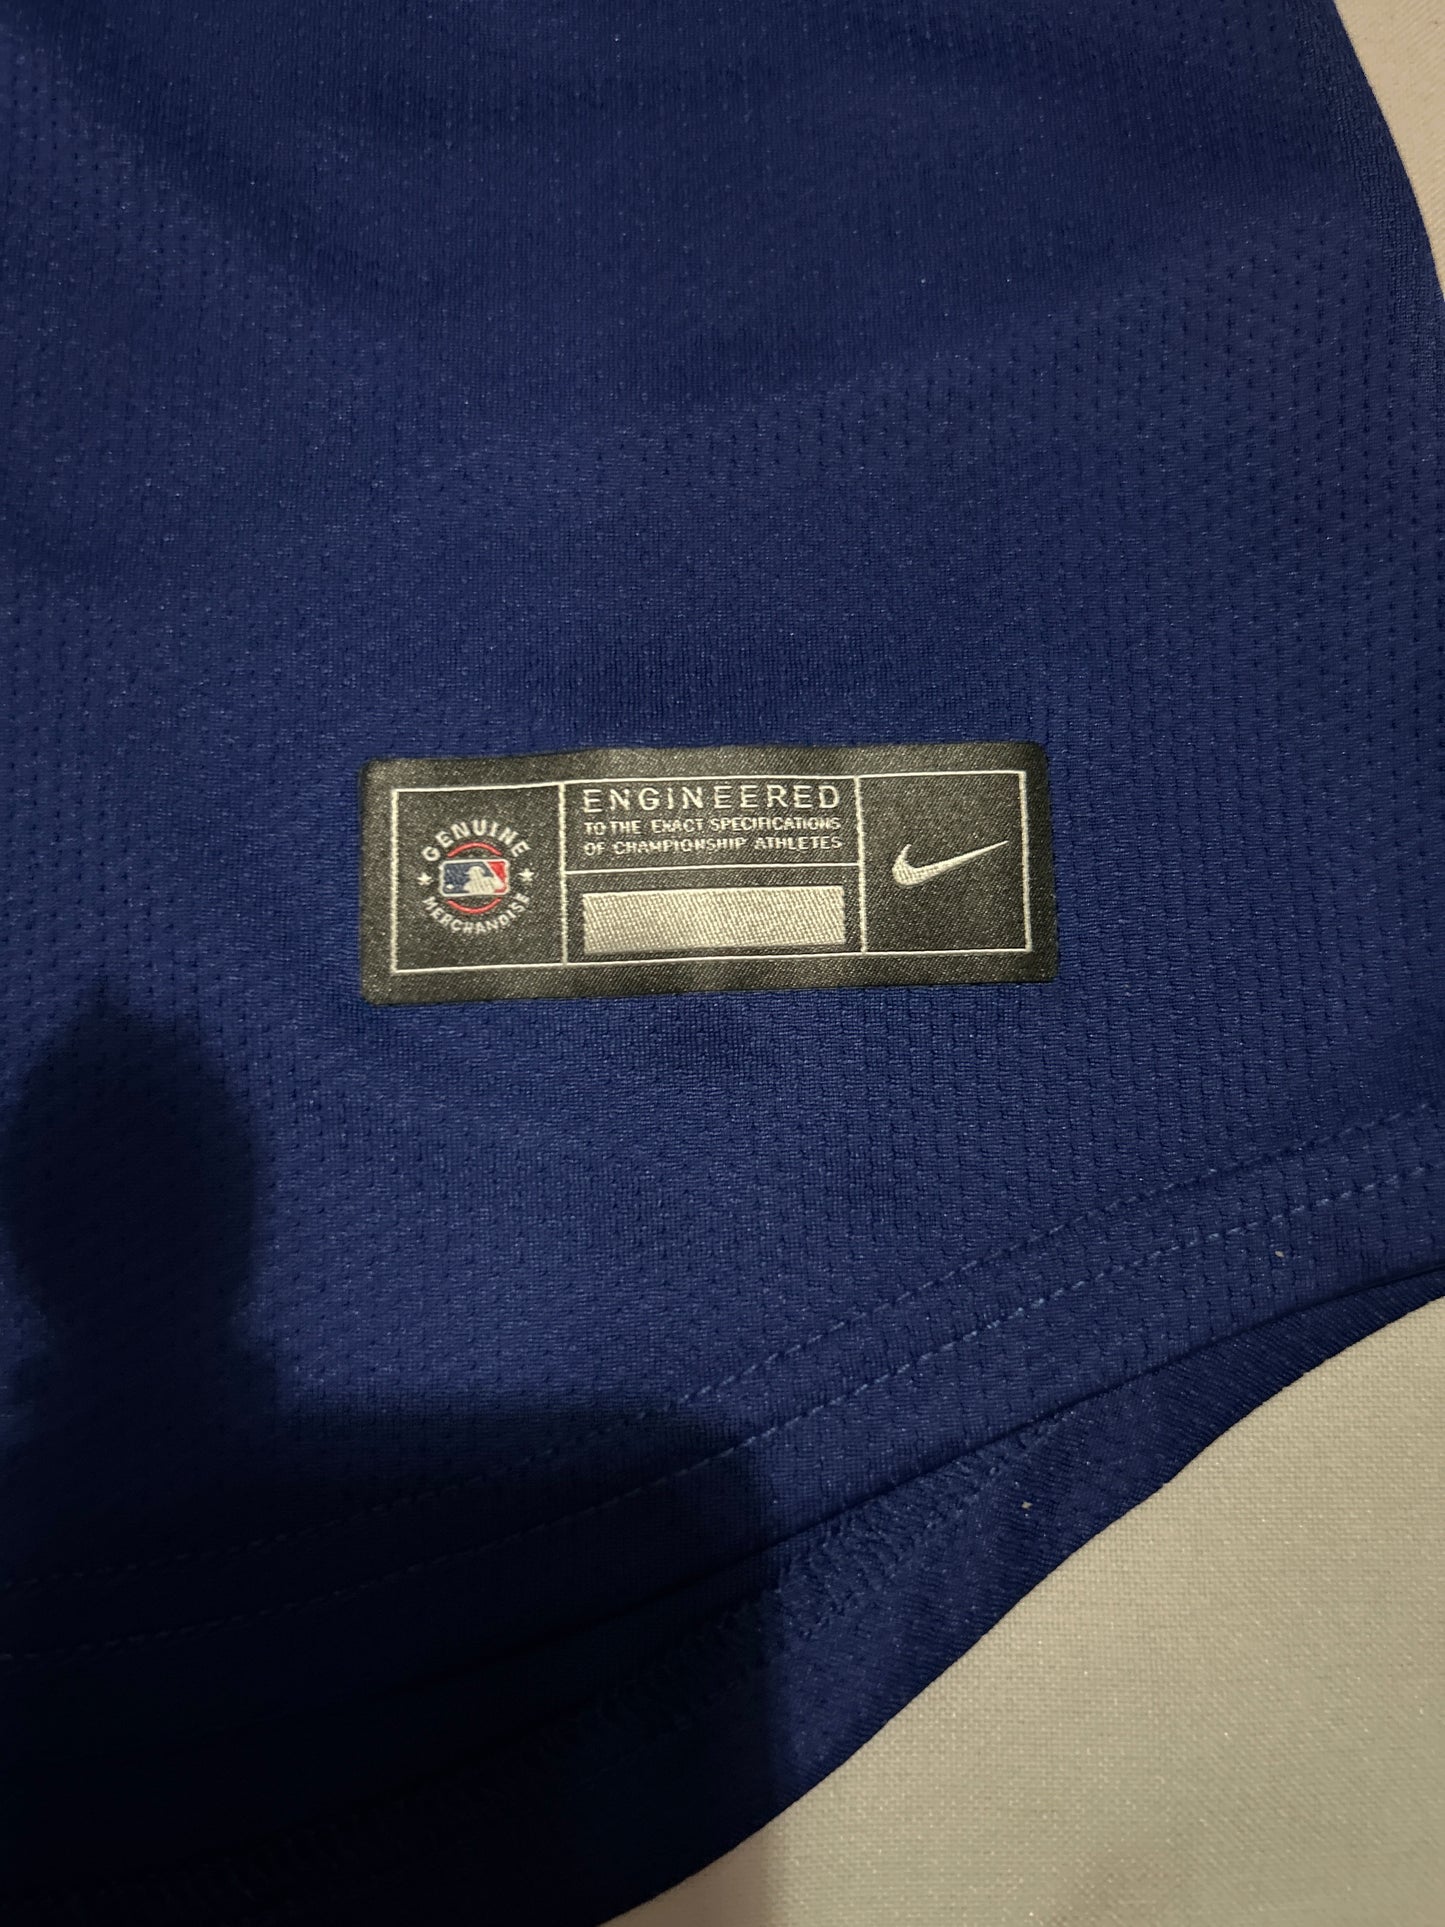 GENUINE
MERCHANDISE
ENGINEERED
TO THE EXACT SPECIFICATIONS
OF CHAMPIONSHIP ATHLETES